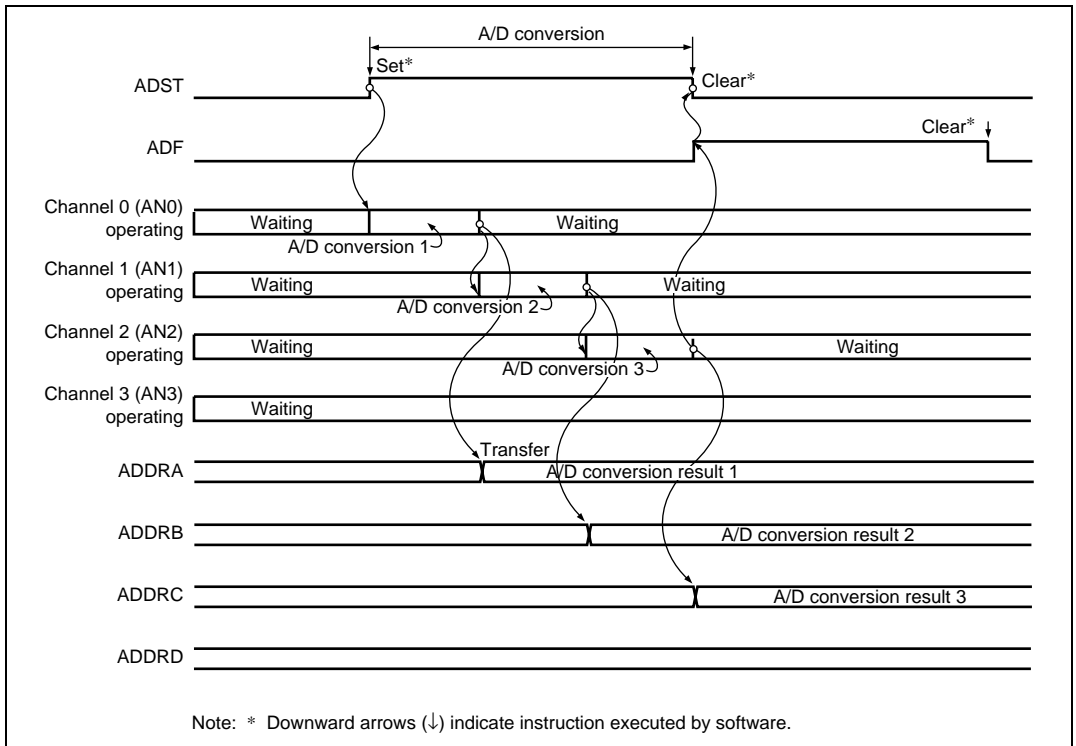 A/D conversion
Set*
ADST
Clear*
Clear*
ADF
Channel 0 (AN0)
operating
Waiting
Waiting
A/D conversion 1
Channel 1 (AN1)
operating
Waiting
Waiting
A/D conversion 2
Channel 2 (AN2)
operating
Waiting
Waiting
A/D conversion 3
Channel 3 (AN3)
operating
Waiting
Transfer
ADDRA
A/D conversion result 1
ADDRB
A/D conversion result 2
ADDRC
A/D conversion result 3
ADDRD
Note: * Downward arrows (↓) indicate instruction executed by software.